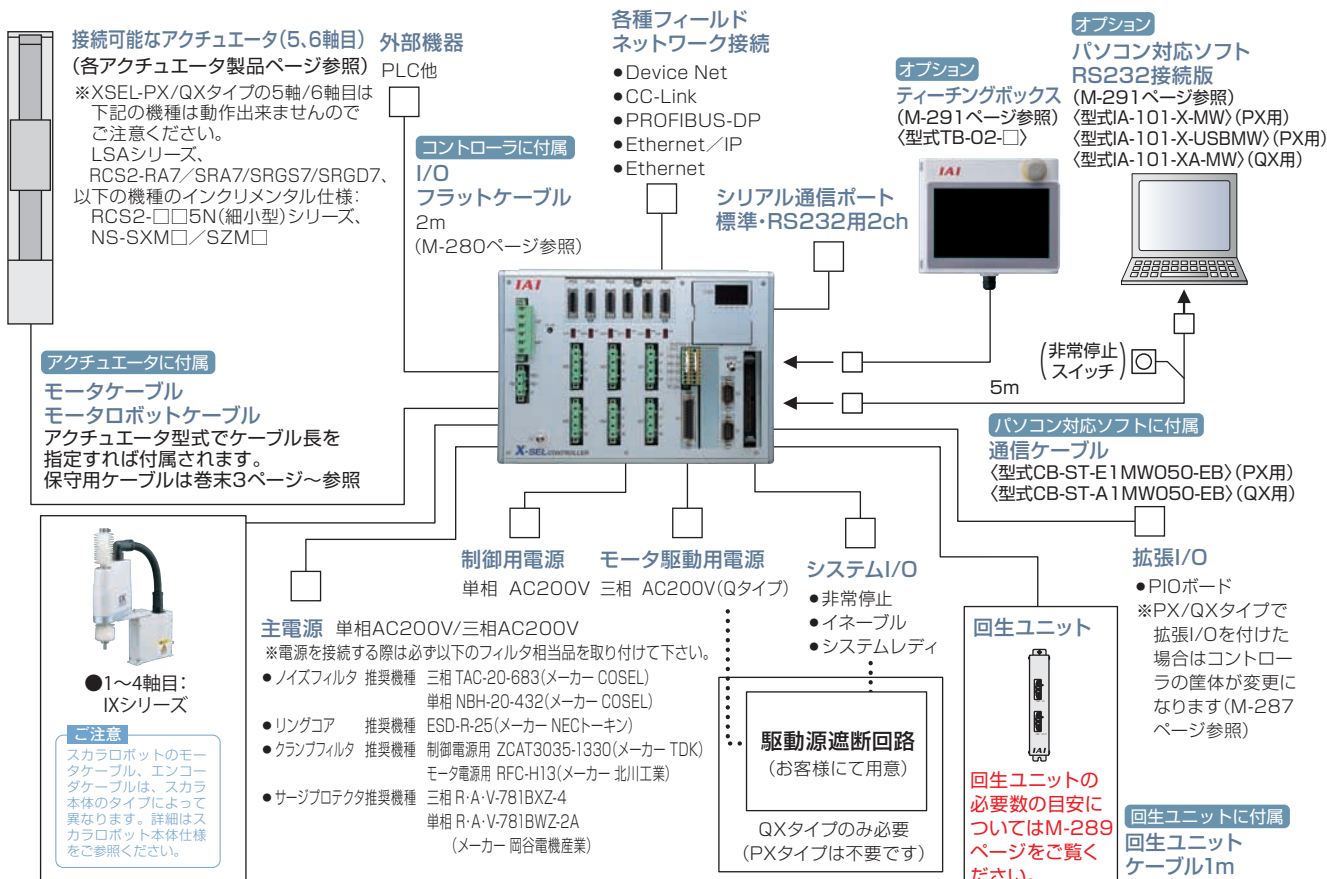 接続可能なアクチュエータ(5、6軸目)
(各アクチュエータ製品ページ参照)
※XSEL-PX/QXタイプの5軸/6軸目は
下記の機種は動作出来ませんので
ご注意ください。
LSAシリーズ、
RCS2-RA7/SRA7/SRGS7/SRGD7、
以下の機種のインクリメンタル仕様:
RCS2-□□5N(細小型)シリーズ、
NS-SXM□/SZM□
外部機器
PLC他
コントローラに付属
I/O
フラットケーブル
2m
(M-280ページ参照)
各種フィールド
ネットワーク接続
●Device Net
●CC-Link
●PROFIBUS-DP
●Ethernet/IP
●Ethernet
シリアル通信ポート
標準・RS232用2ch
オプション
ティーチングボックス
(M-291ページ参照)
〈型式TB-02-□〉
IAI
オプション
パソコン対応ソフト
RS232接続版
(M-291ページ参照)
〈型式IA-101-X-MW〉(PX用)
〈型式IA-101-X-USBMW〉(PX用)
〈型式IA-101-XA-MW〉(QX用)
IAI
X-SEL CONTROLLER
(非常停止
スイッチ)
5m
アクチュエータに付属
モータケーブル
モータロボットケーブル
アクチュエータ型式でケーブル長を
指定すれば付属されます。
保守用ケーブルは巻末3ページ~参照
パソコン対応ソフトに付属
通信ケーブル
〈型式CB-ST-E1MW050-EB〉(PX用)
〈型式CB-ST-A1MW050-EB〉(QX用)
●1~4軸目:
IXシリーズ
ご注意
スカラロボットのモー
タケーブル、エンコー
ダケーブルは、スカラ
本体のタイプによって
異なります。詳細はス
カラロボット本体仕様
をご参照ください。
主電源 単相AC200V/三相AC200V
※電源を接続する際は必ず以下のフィルタ相当品を取り付けて下さい。
●ノイズフィルタ 推奨機種 三相 TAC-20-683(メーカー COSEL)
単相 NBH-20-432(メーカー COSEL)
●リングコア 推奨機種 ESD-R-25(メーカー NECトーキン)
●クランプフィルタ 推奨機種 制御電源用 ZCAT3035-1330(メーカー TDK)
モータ電源用 RFC-H13(メーカー 北川工業)
●サージプロテクタ推奨機種 三相 R・A・V-781BXZ-4
単相 R・A・V-781BWZ-2A
(メーカー 岡谷電機産業)
制御用電源
単相 AC200V
モータ駆動用電源
三相 AC200V(Qタイプ)
システムI/O
●非常停止
●イネーブル
●システムレディ
駆動源遮断回路
(お客様にて用意)
QXタイプのみ必要
(PXタイプは不要です)
回生ユニット
IAI
回生ユニットの
必要数の目安に
ついてはM-289
ページをご覧く
ださい。
回生ユニットに付属
回生ユニット
ケーブル1m
拡張I/O
●PIOボード
※PX/QXタイプで
拡張I/Oを付けた
場合はコントロー
ラの筐体が変更に
なります(M-287
ページ参照)